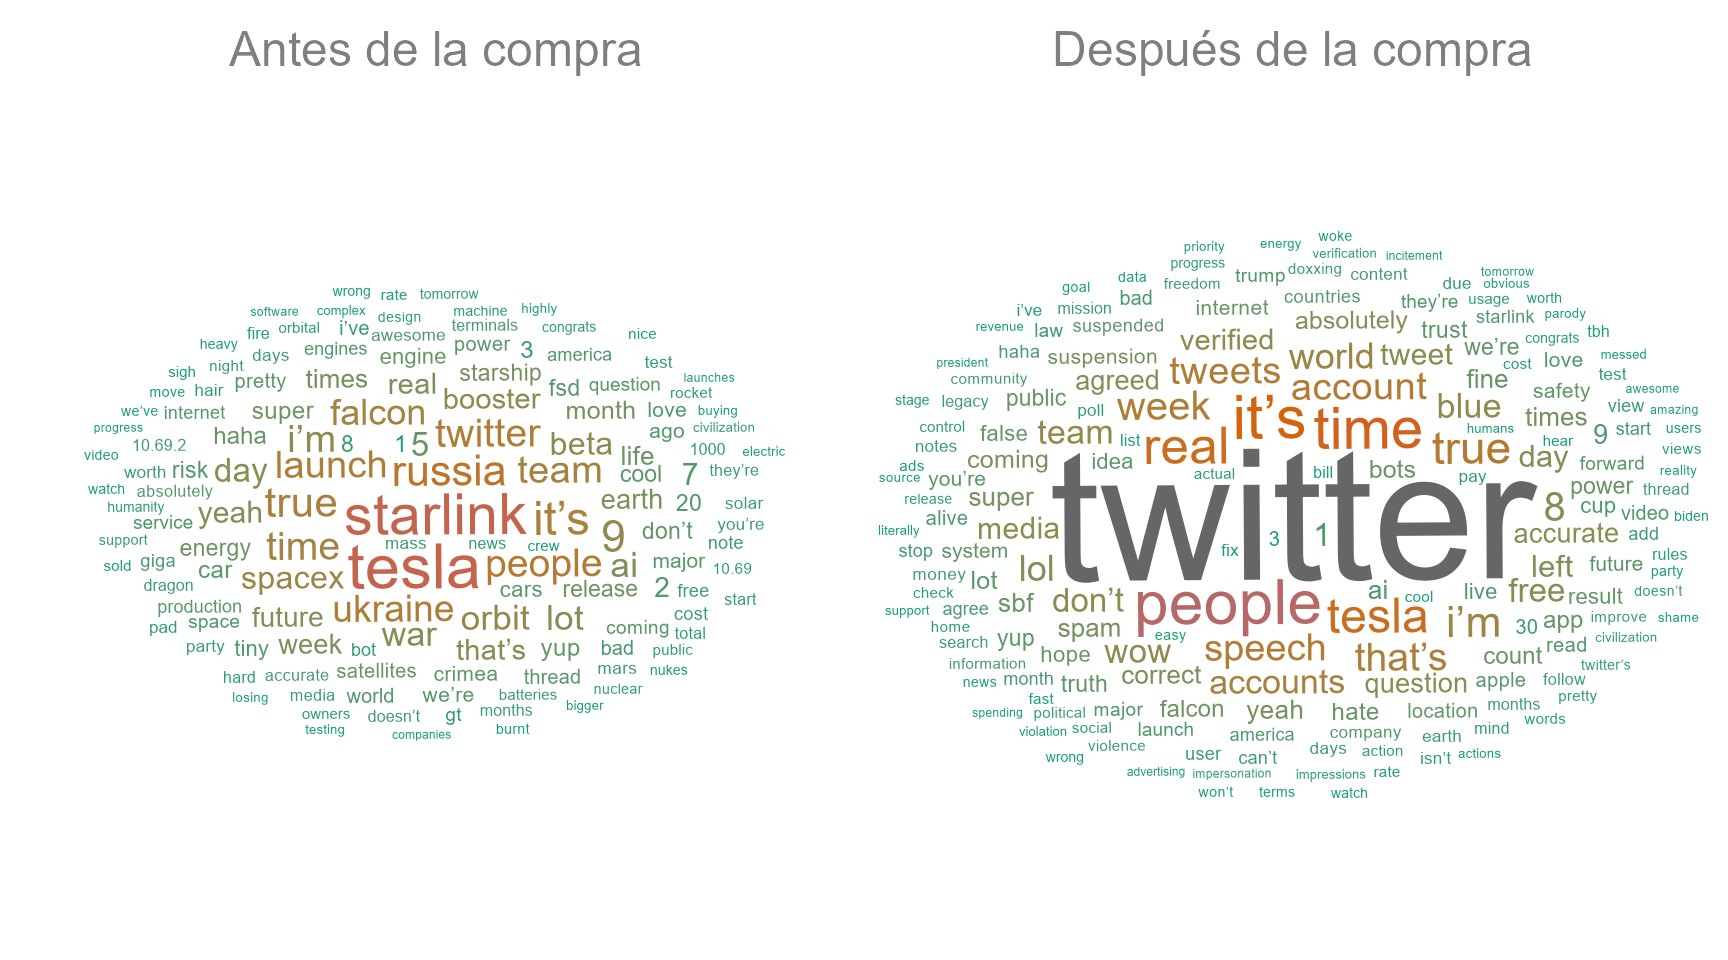 Antes de la compra
wrong rate tomorrow
software complex design machine highly
fire orbital i've awesome terminals congrats nice
heavy days engines engine power 3 america test
sigh night pretty times real starship fsd question launches
move hair booster rocket
we've internet super falcon twitter month love buying
progress haha i'm 8 1 5 beta life ago civilization
video 10.69.2 launch russia team cool 7 1000 electric
worth risk day they're
watch absolutely true starlink it's earth 20 solar
humanity yeah 9 don't you're
service
support energy time mass news crew note
sold giga car tesla people ai major 10.69
dragon spacex cars release 2 free start
production future ukraine orbit lot cost
pad space war coming total
party tiny week bot that's yup bad public
hard accurate satellites crimea thread mars nukes
losing media world we're batteries nuclear
owners doesn't gt months bigger
testing companies burnt
Después de la compra
woke
priority energy verification incitement
progress trump doxxing content tomorrow
goal data freedom due obvious
i've mission bad internet countries they're usage worth
revenue law suspended verified absolutely trust starlink parody
haha suspension tweets world tweet we're congrats tbh
president agreed account cost love messed
community fine test
stage legacy public poll week it's time blue safety awesome
control false team list real true humans times view amazing
notes coming idea hear 9 start users
ads you're actual bill bots pay day forward views
source super twitter power reality
release 8 cup thread
literally alive media video biden
stop system fix 3 1 accurate add
money lot lol left future rules
check sbf don't people ai cool live free result party
support agree doesn't
home spam easy tesla i'm 30 app improve shame
search yup wow speech that's read civilization
information hope correct accounts count twitter's
news month truth question apple follow
fast falcon yeah hate location months pretty
spending political major words
violation social launch america company earth mind
wrong violence user can't days action isn't actions
advertising impersonation impressions rate
won't terms watch